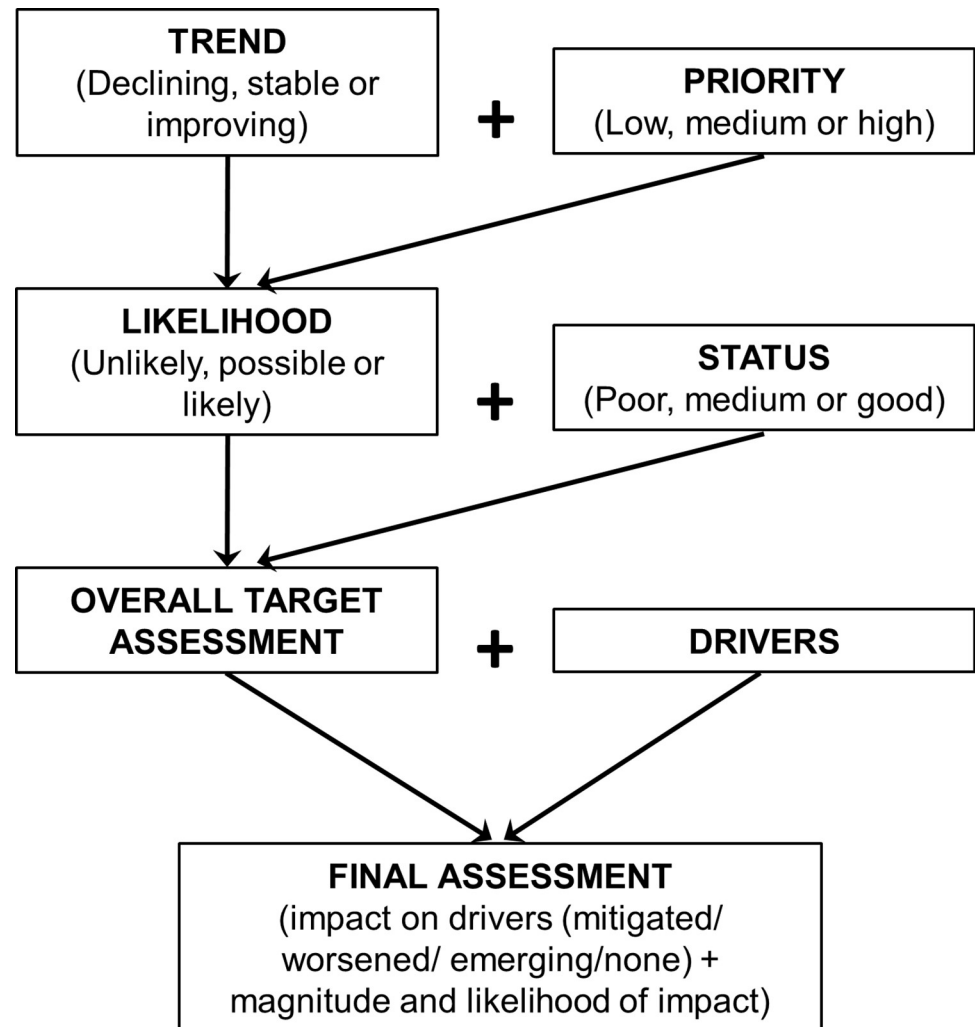 TREND
(Declining, stable or
improving)
+
PRIORITY
(Low, medium or high)
LIKELIHOOD
(Unlikely, possible or
likely)
+
STATUS
(Poor, medium or good)
OVERALL TARGET
ASSESSMENT
+
DRIVERS
FINAL ASSESSMENT
(impact on drivers (mitigated/
worsened/ emerging/none) +
magnitude and likelihood of impact)